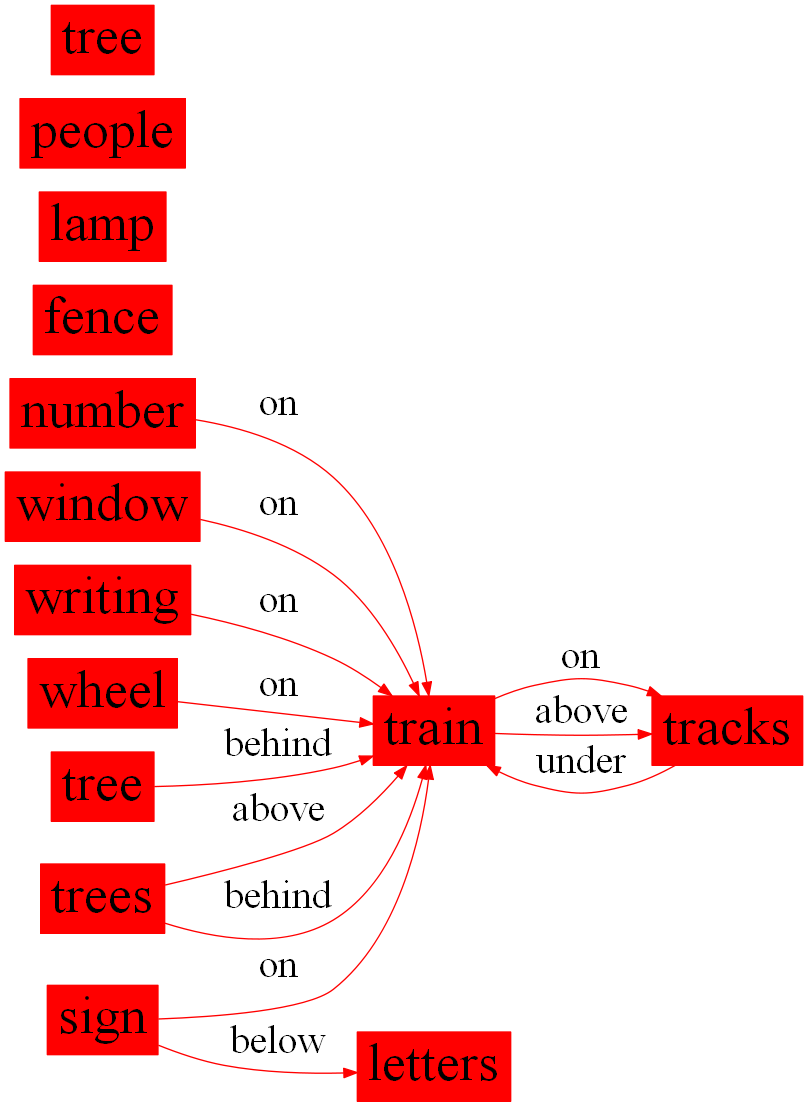 tree
people
lamp
fence
number
on
window
on
writing
on
wheel
on
tree
behind
trees
above
behind
sign
on
below
letters
train
on
above
under
tracks